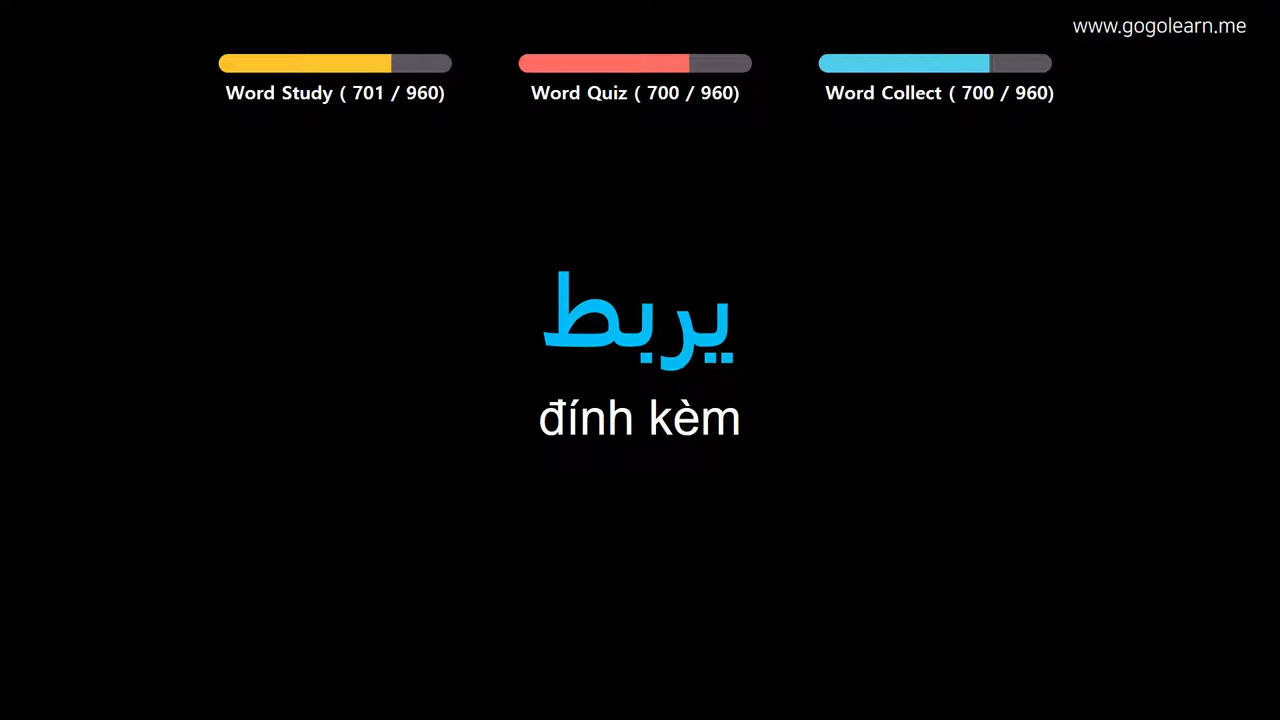 www.gogolearn.me
Word Study ( 701 / 960)
Word Quiz ( 700 / 960)
Word Collect ( 700 / 960)
يربط
đính kèm